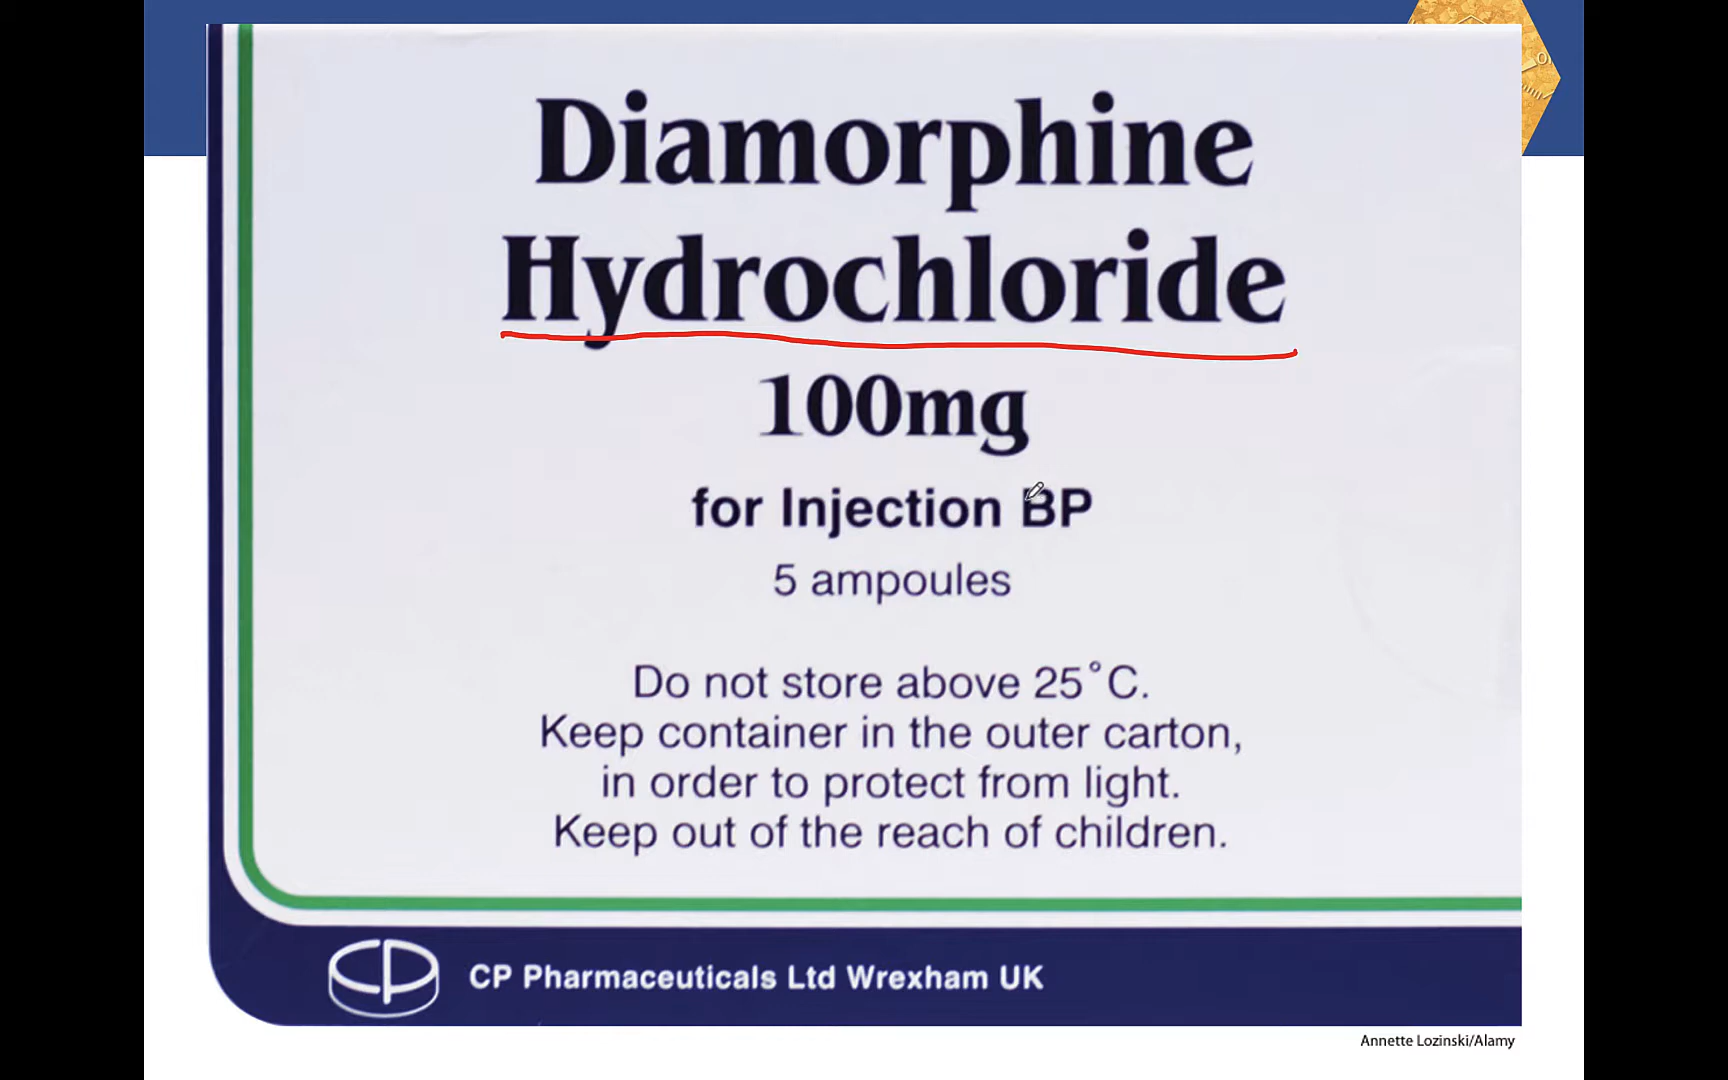 Diamorphine
Hydrochloride
100mg
for Injection BP
5 ampoules
Do not store above 25°C.
Keep container in the outer carton,
in order to protect from light.
Keep out of the reach of children.
CP
CP Pharmaceuticals Ltd Wrexham UK
Annette Lozinski/Alamy